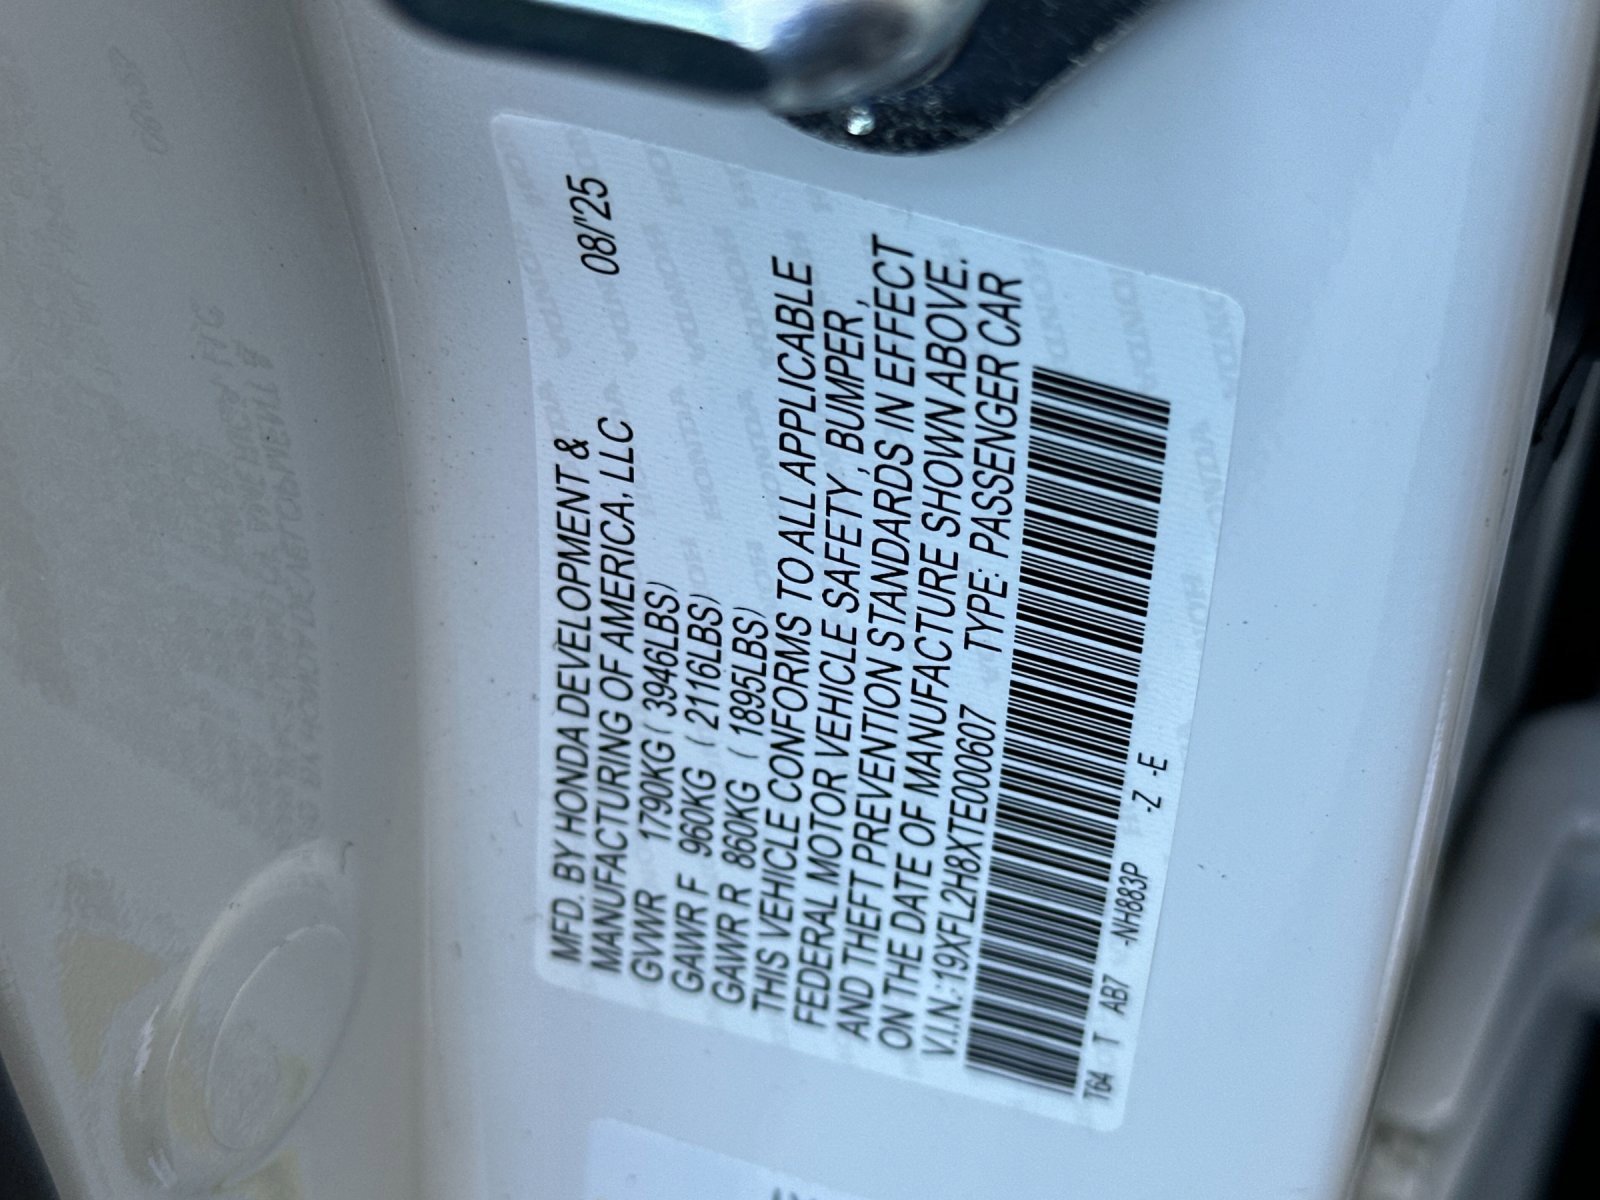 MFD. BY HONDA DEVELOPMENT & 08/'25
MANUFACTURING OF AMERICA, LLC
GVWR 1790KG ( 3946LBS)
GAWR F 960KG ( 2116LBS)
GAWR R 860KG ( 1895LBS)
THIS VEHICLE CONFORMS TO ALL APPLICABLE
FEDERAL MOTOR VEHICLE SAFETY , BUMPER ,
AND THEFT PREVENTION STANDARDS IN EFFECT
ON THE DATE OF MANUFACTURE SHOWN ABOVE.
V.I.N.: 19XFL2H8XTE000607 TYPE: PASSENGER CAR
T64 T AB7 -NH883P -Z -E